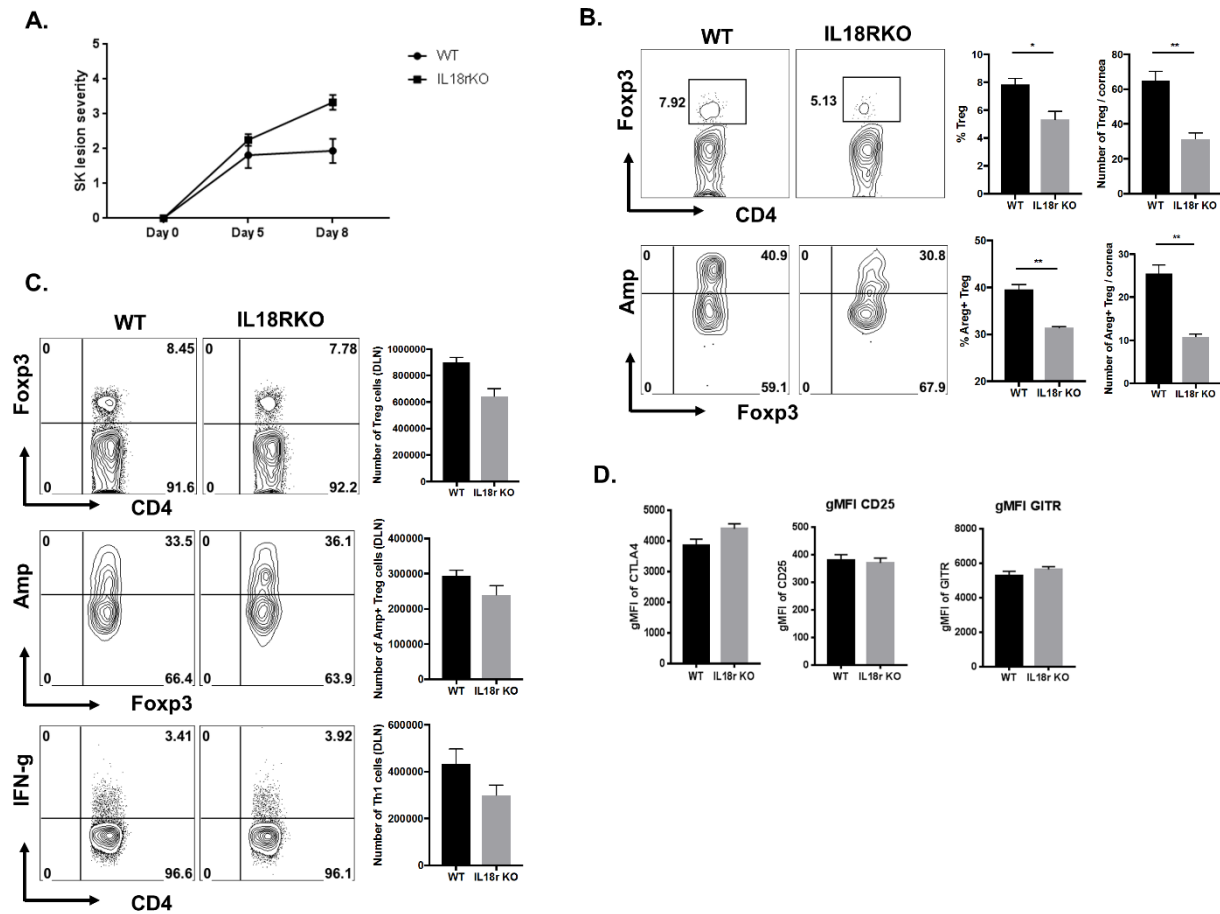 A.
5
4
3
2
1
0
SK lesion severity
Day 0
Day 5
Day 8
WT
IL18rKO
B.
WT
IL18RKO
Foxp3
7.92
5.13
CD4
8
6
4
2
0
% Treg
*
WT
IL18r KO
80
60
40
20
0
Number of Treg / cornea
**
WT
IL18r KO
Amp
0
40.9
0
59.1
0
30.8
0
67.9
Foxp3
50
40
30
20
% Areg+ Treg
**
WT
IL18r KO
30
20
10
0
Number of Areg+ Treg / cornea
**
WT
IL18r KO
C.
WT
IL18RKO
Foxp3
0
8.45
0
91.6
0
7.78
0
92.2
CD4
1000000
800000
600000
400000
200000
0
Number of Treg cells (DLN)
WT
IL18r KO
Amp
0
33.5
0
66.4
0
36.1
0
63.9
Foxp3
400000
300000
200000
100000
0
Number of Amp+ Treg cells (DLN)
WT
IL18r KO
IFN-g
0
3.41
0
96.6
0
3.92
0
96.1
CD4
600000
400000
200000
0
Number of Th1 cells (DLN)
WT
IL18r KO
D.
5000
4000
3000
2000
1000
0
gMFI of CTLA4
WT
IL18r KO
gMFI CD25
500
400
300
200
100
0
gMFI of CD25
WT
IL18r KO
gMFI GITR
8000
6000
4000
2000
0
gMFI of GITR
WT
IL18r KO